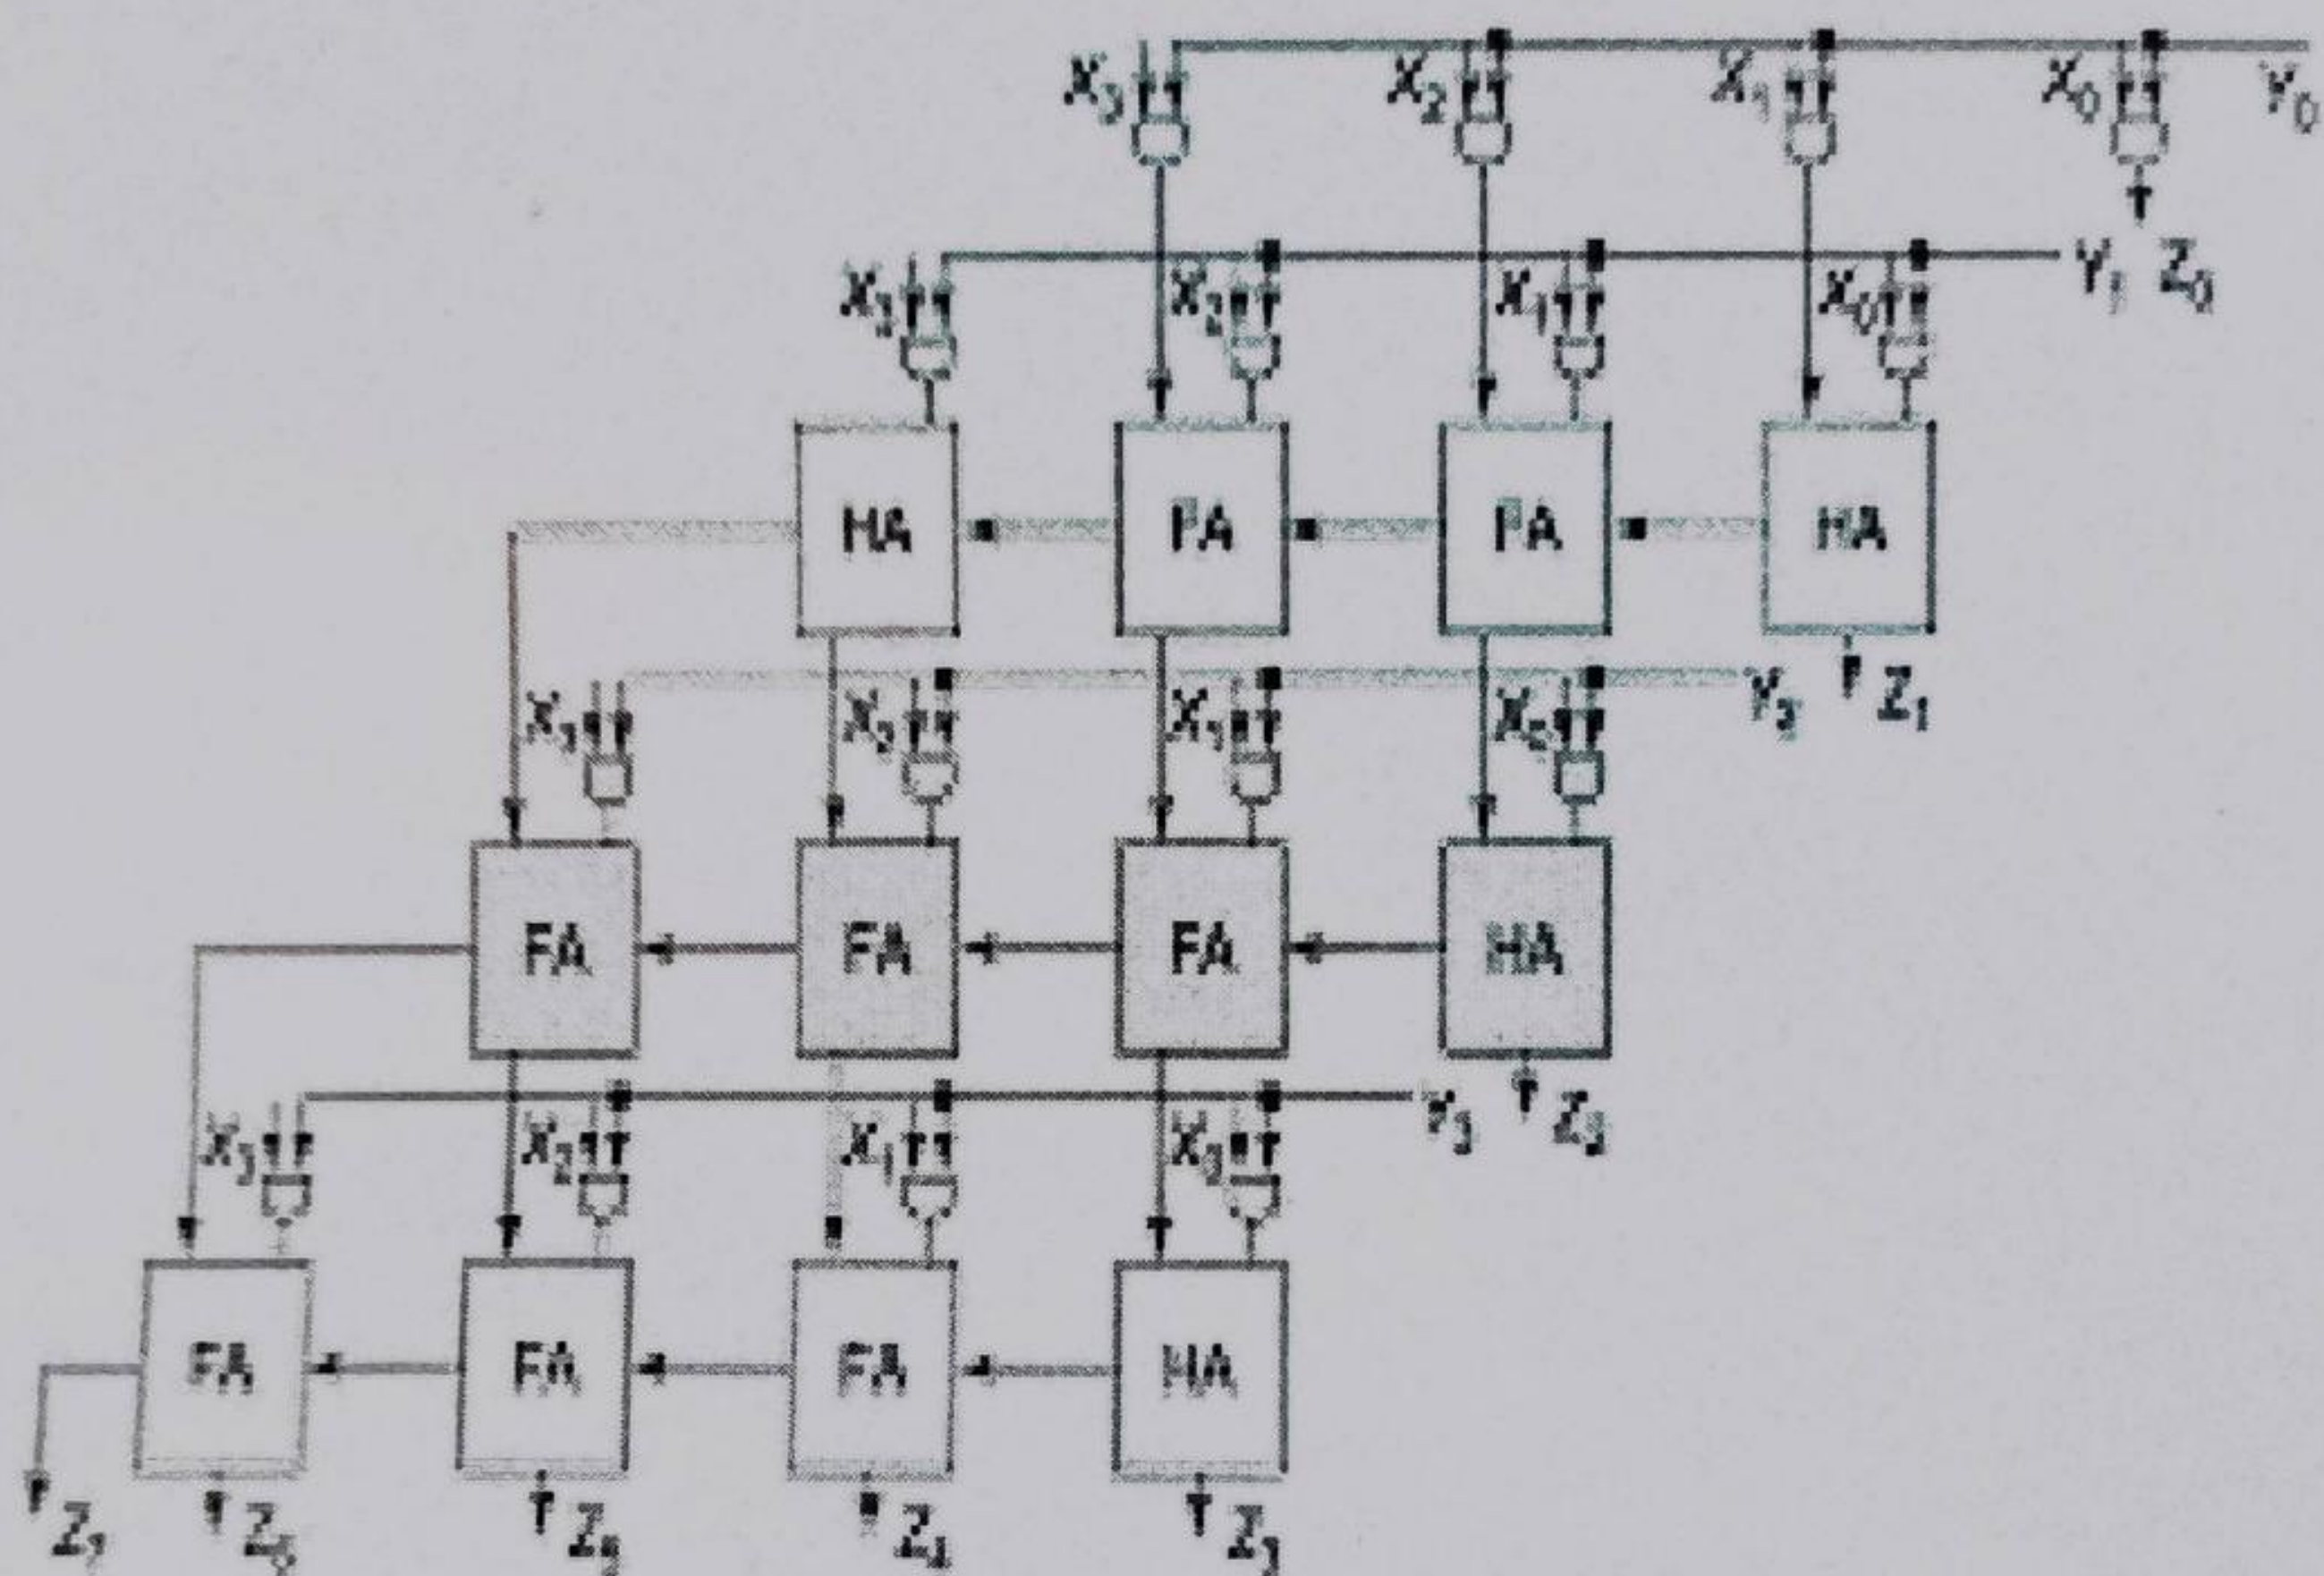 X₃ X₂ X₁ X₀ Y₀
X₃ X₂ X₁ X₀ Y₁ Z₀
HA FA FA HA
X₃ X₂ X₁ X₀ Y₂ Z₁
FA FA FA HA
X₃ X₂ X₁ X₀ Y₃ Z₂
FA FA FA HA
Z₇ Z₆ Z₅ Z₄ Z₃